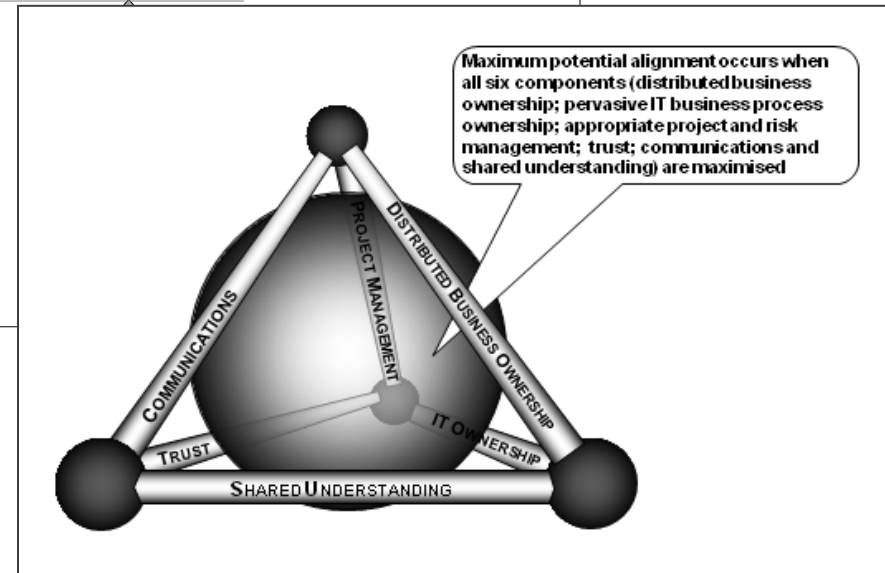 Maximum potential alignment occurs when
all six components (distributed business
ownership; pervasive IT business process
ownership; appropriate project and risk
management; trust; communications and
shared understanding) are maximised
PROJECT MANAGEMENT
DISTRIBUTED BUSINESS OWNERSHIP
COMMUNICATIONS
TRUST
IT OWNERSHIP
SHARED UNDERSTANDING